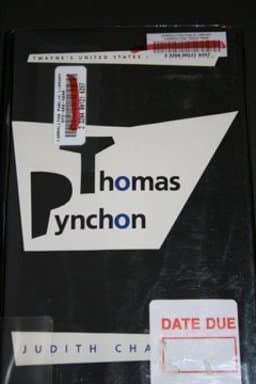 TWAYNE'S UNITED STATES
Thomas
Pynchon
JUDITH CHA
DATE DUE